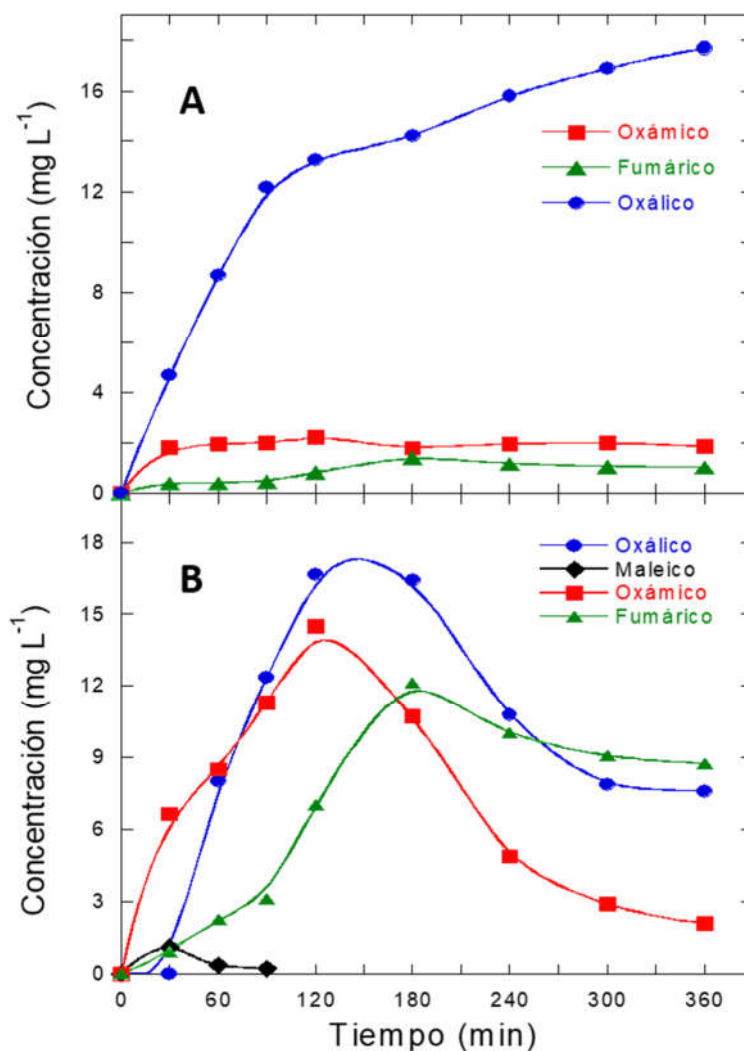 16
A
Oxámico
Fumárico
Oxálico
12
8
4
0
Concentración (mg L⁻¹)
18
B
Oxálico
Maleico
Oxámico
Fumárico
15
12
9
6
3
0
Concentración (mg L⁻¹)
0 60 120 180 240 300 360
Tiempo (min)